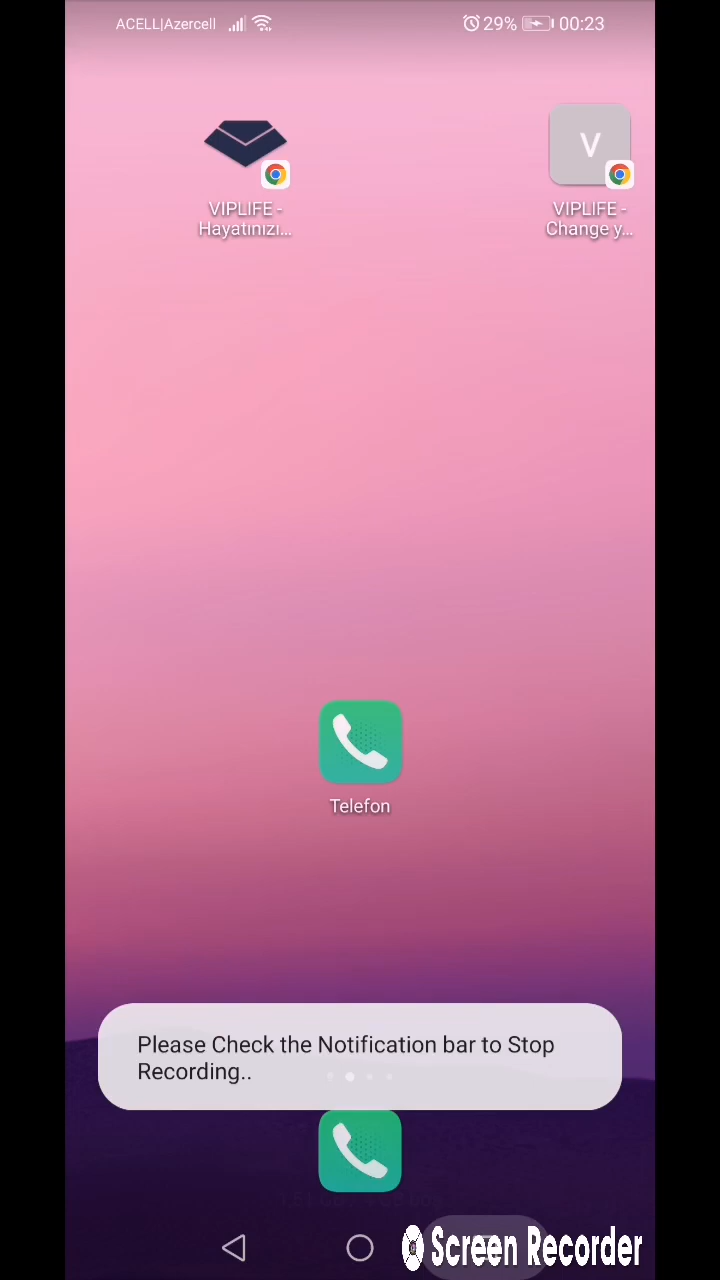 ACELL|Azercell
29%
00:23
VIPLIFE -
Hayatınızı...
V
VIPLIFE -
Change y...
Telefon
Please Check the Notification bar to Stop
Recording..
Screen Recorder